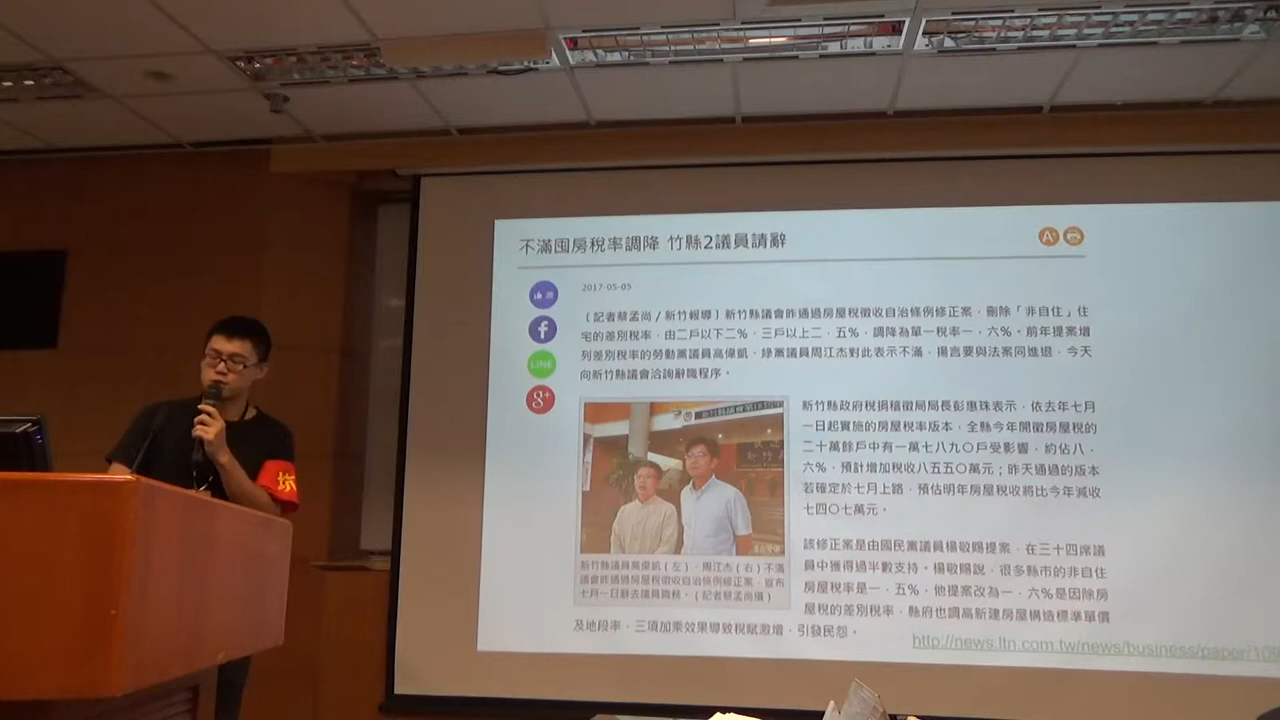 不滿囤房稅率調降 竹縣2議員請辭
A+
2017-05-05
讚
f
LINE
g+
〔記者蔡孟尚/新竹報導〕新竹縣議會昨通過房屋稅徵收自治條例修正案，刪除「非自住」住
宅的差別稅率，由二戶以下二%，三戶以上二．五%，調降為單一稅率一．六%。前年提案增
列差別稅率的勞動黨議員高偉凱、綠黨議員周江杰對此表示不滿，揚言要與法案同進退，今天
向新竹縣議會洽詢辭職程序。
新竹縣政府稅捐稽徵局局長彭惠珠表示，依去年七月
一日起實施的房屋稅率版本，全縣今年開徵房屋稅的
二十萬餘戶中有一萬七八九〇戶受影響，約佔八．
六%，預計增加稅收八五五〇萬元；昨天通過的版本
若確定於七月上路，預估明年房屋稅收將比今年減收
七四〇七萬元。
新竹縣議員高偉凱（左）、周江杰（右）不滿
議會昨通過房屋稅徵收自治條例修正案，宣布
七月一日辭去議員職務。（記者蔡孟尚攝）
該修正案是由國民黨議員楊敬賜提案，在三十四席議
員中獲得過半數支持。楊敬賜說，很多縣市的非自住
房屋稅率是一．五%，他提案改為一．六%是因除房
屋稅的差別稅率，縣府也調高新建房屋構造標準單價
及地段率，三項加乘效果導致稅賦激增，引發民怨。
http://news.ltn.com.tw/news/business/paper/109